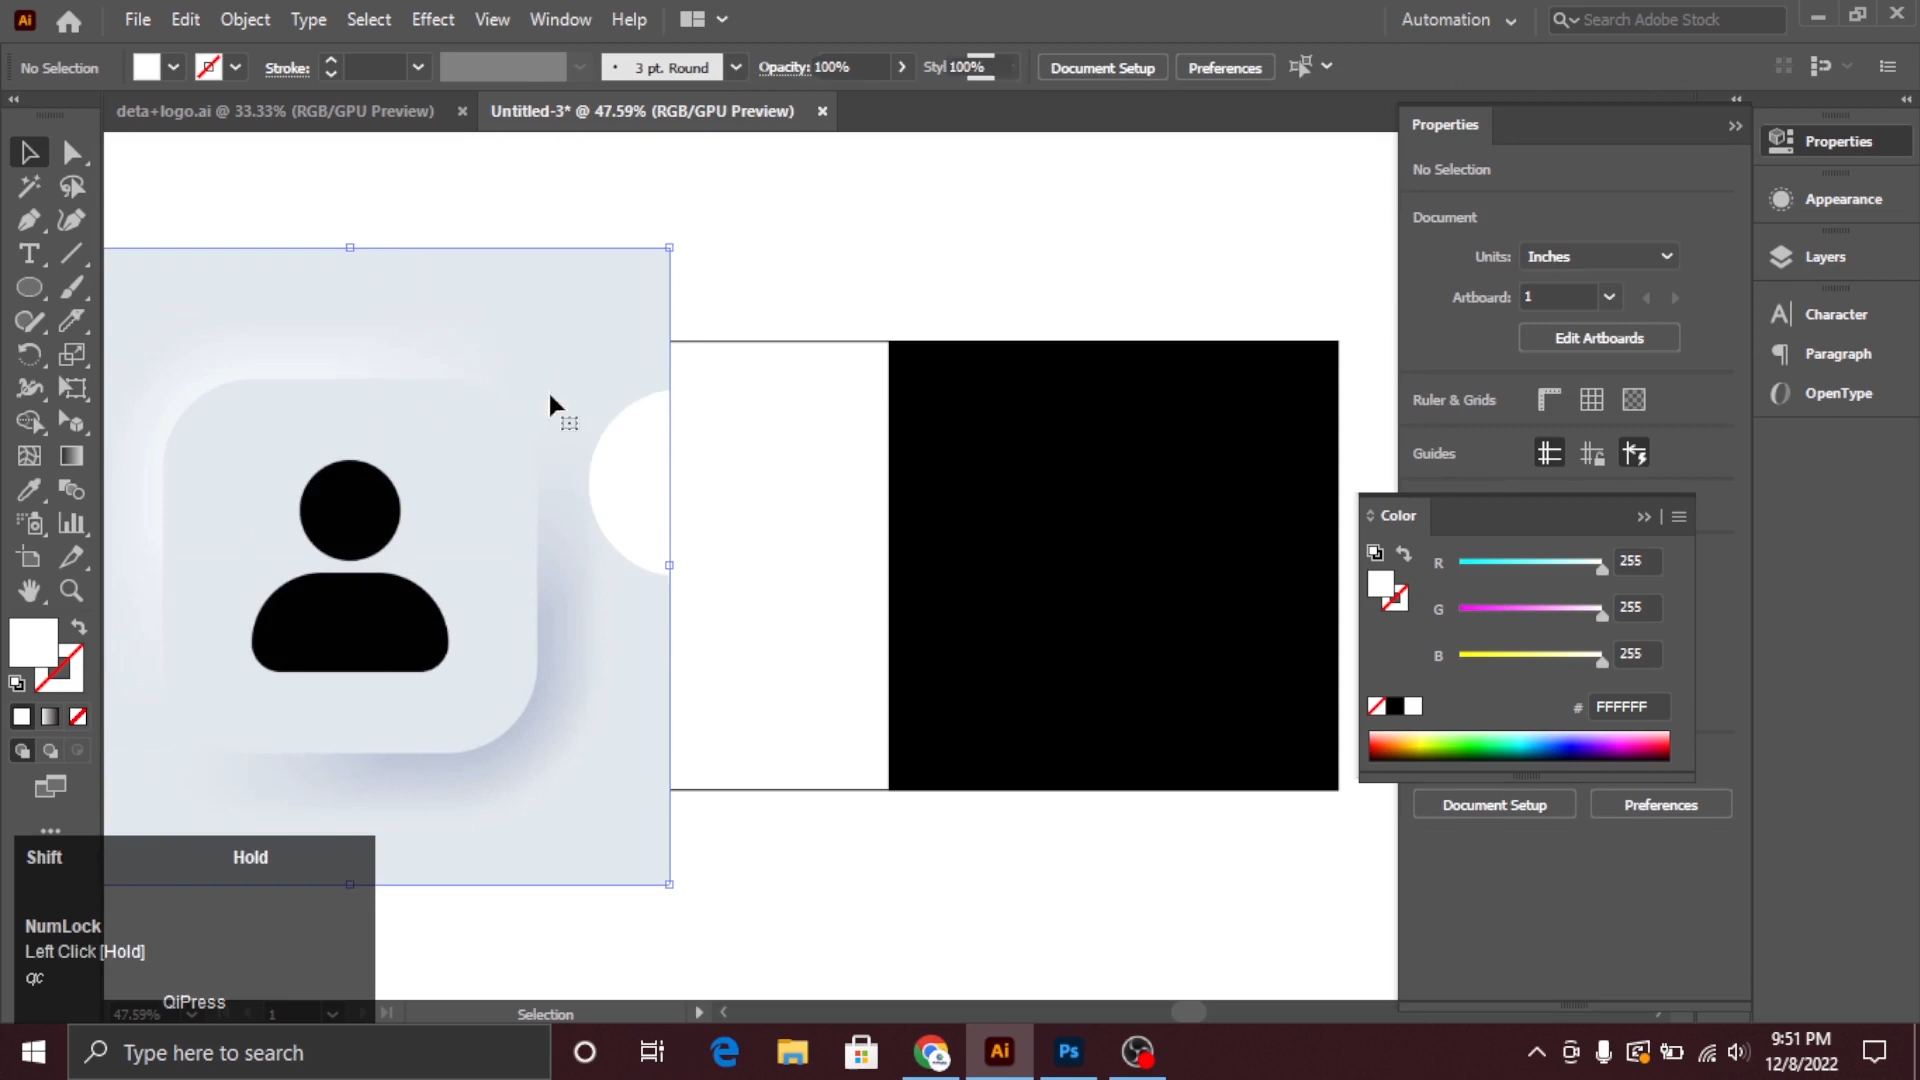 Ai File Edit Object Type Select Effect View Window Help Automation Search Adobe Stock
No Selection Stroke: 3 pt. Round Opacity: 100% Styl 100% Document Setup Preferences
deta+logo.ai @ 33.33% (RGB/GPU Preview) Untitled-3* @ 47.59% (RGB/GPU Preview)
Properties
No Selection
Document
Units: Inches
Artboard: 1
Edit Artboards
Ruler & Grids
Guides
Document Setup Preferences
Properties
Appearance
Layers
Character
Paragraph
OpenType
Color
R 255
G 255
B 255
# FFFFFF
Shift Hold
NumLock
Left Click [Hold]
qc
QiPress
47.59% 1 Selection
Type here to search
Ai Ps
9:51 PM
12/8/2022